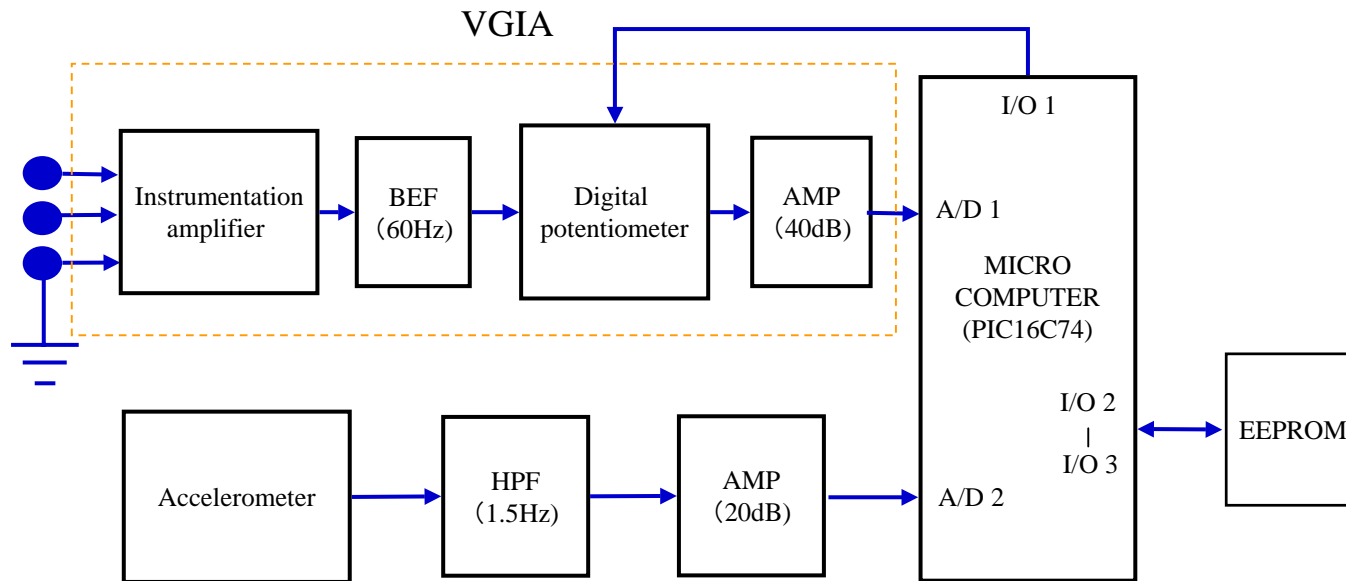 VGIA
I/O 1
Instrumentation
amplifier
BEF
(60Hz)
Digital
potentiometer
AMP
(40dB)
A/D 1
MICRO
COMPUTER
(PIC16C74)
I/O 2
|
I/O 3
EEPROM
Accelerometer
HPF
(1.5Hz)
AMP
(20dB)
A/D 2